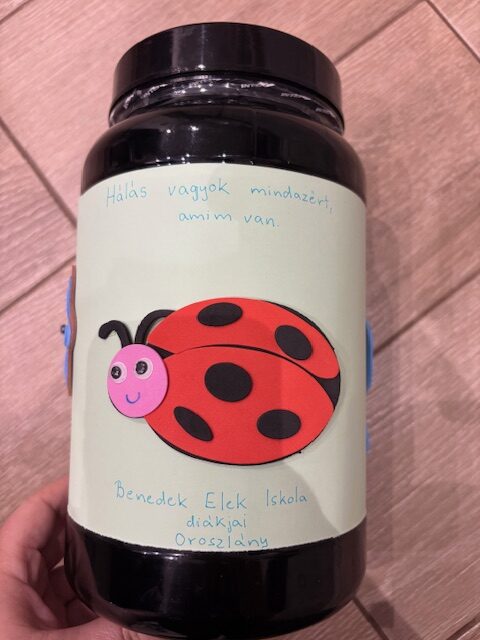 Hálás vagyok mindazért,
amim van.
Benedek Elek Iskola
diákjai
Oroszlány